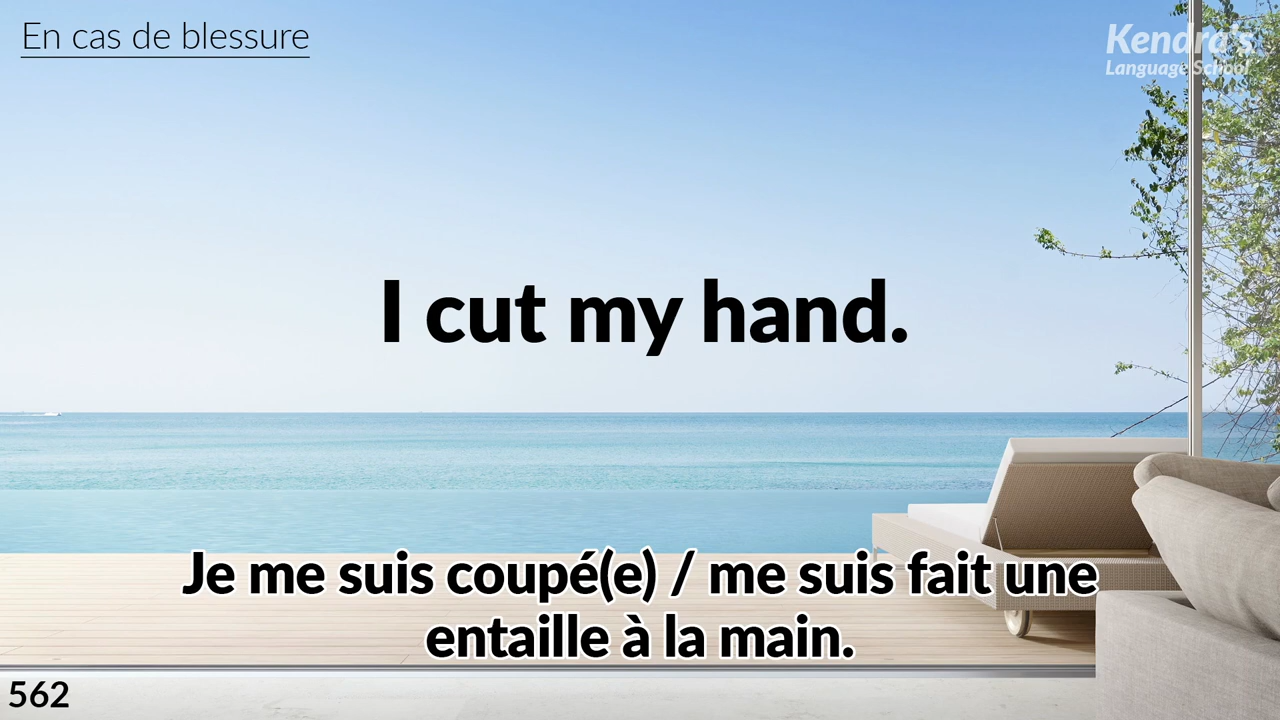 En cas de blessure
Kendra's
Language School
I cut my hand.
Je me suis coupé(e) / me suis fait une
entaille à la main.
562